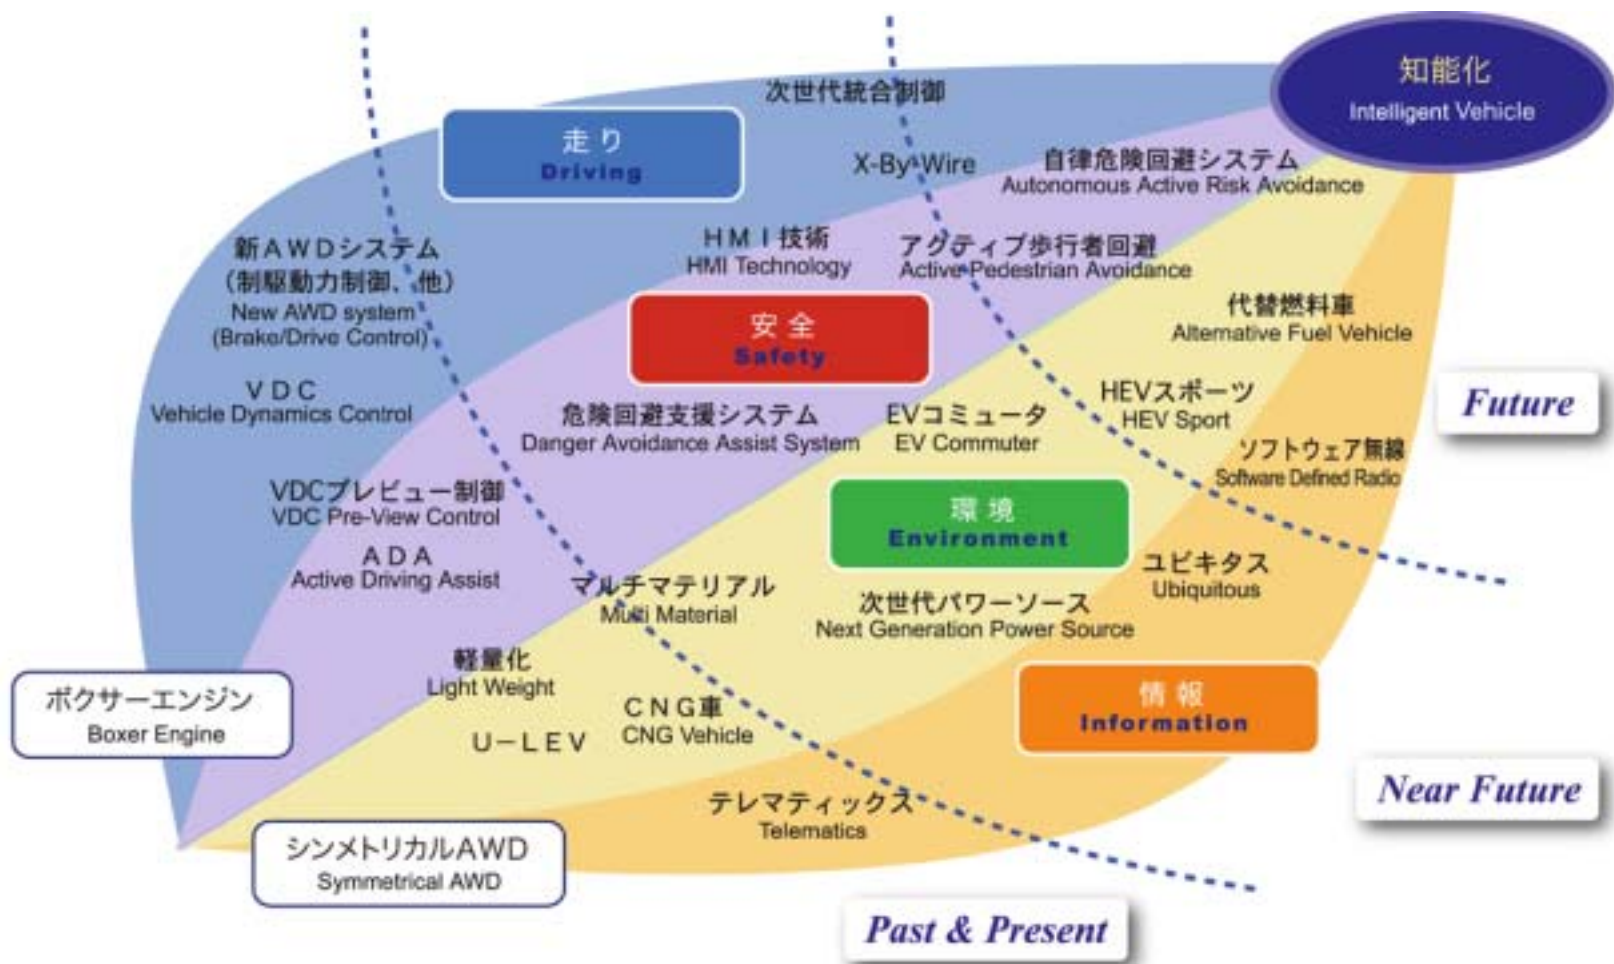 知能化
Intelligent Vehicle
次世代統合制御
走り
Driving
X-By-Wire
自律危険回避システム
Autonomous Active Risk Avoidance
新AWDシステム
(制駆動力制御、他)
New AWD system
(Brake/Drive Control)
HMI技術
HMI Technology
アクティブ歩行者回避
Active Pedestrian Avoidance
安全
Safety
代替燃料車
Alternative Fuel Vehicle
VDC
Vehicle Dynamics Control
危険回避支援システム
Danger Avoidance Assist System
EVコミュータ
EV Commuter
HEVスポーツ
HEV Sport
Future
ソフトウェア無線
Software Defined Radio
VDCプレビュー制御
VDC Pre-View Control
環境
Environment
ADA
Active Driving Assist
マルチマテリアル
Multi Material
次世代パワーソース
Next Generation Power Source
ユビキタス
Ubiquitous
軽量化
Light Weight
ボクサーエンジン
Boxer Engine
CNG車
CNG Vehicle
U-LEV
情報
Information
Near Future
テレマティックス
Telematics
シンメトリカルAWD
Symmetrical AWD
Past & Present